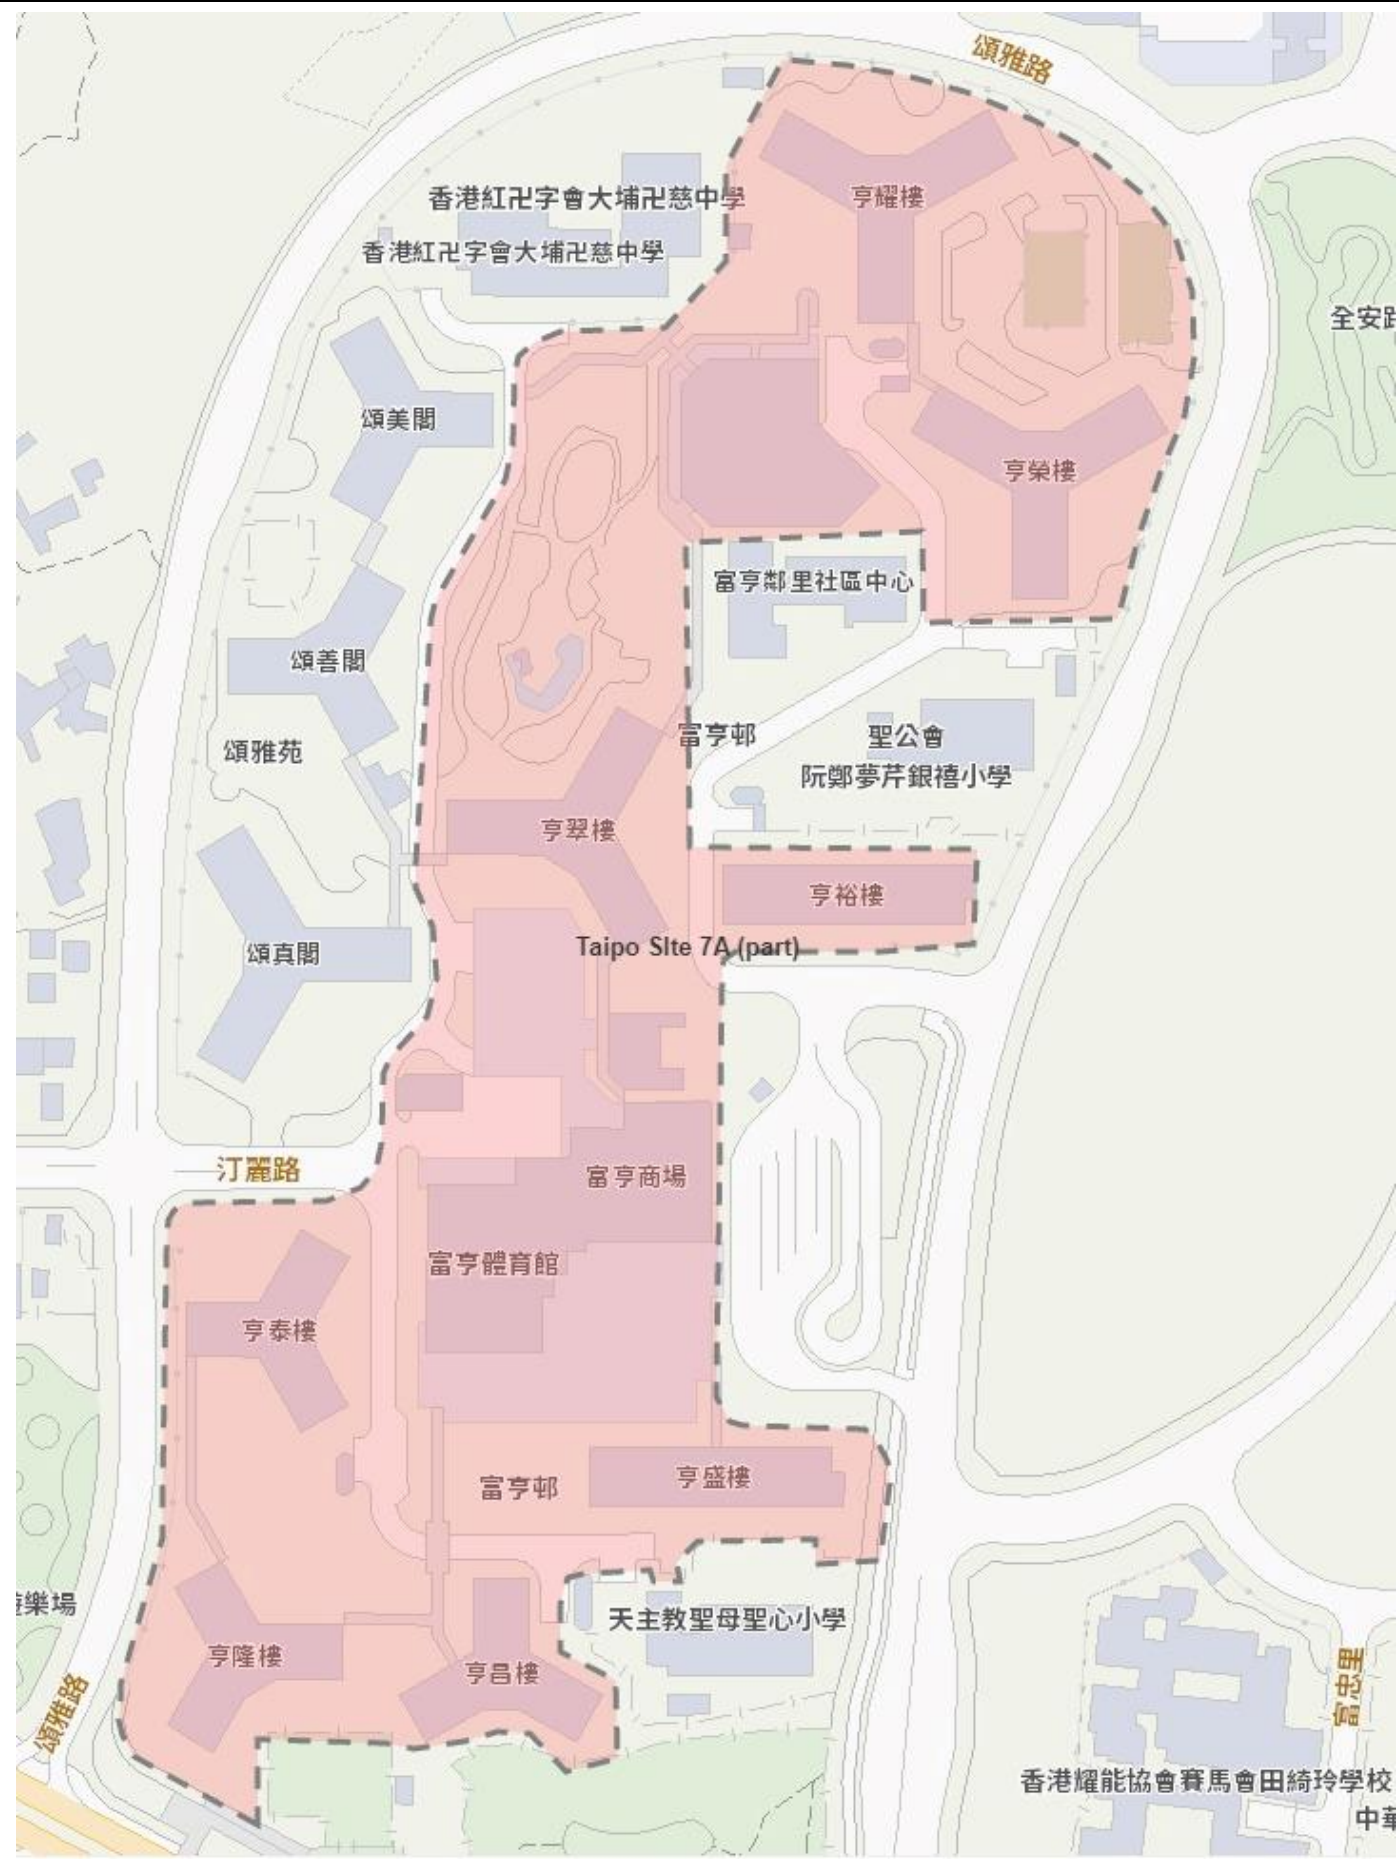 頌雅路
香港紅卍字會大埔卍慈中學
亨耀樓
香港紅卍字會大埔卍慈中學
全安路
頌美閣
亨榮樓
富亨鄰里社區中心
頌善閣
富亨邨
聖公會
頌雅苑
阮鄭夢芹銀禧小學
亨翠樓
亨裕樓
Taipo SIte 7A (part)
頌真閣
汀麗路
富亨商場
富亨體育館
亨泰樓
亨盛樓
富亨邨
遊樂場
天主教聖母聖心小學
亨隆樓
亨昌樓
頌雅路
富忠里
香港耀能協會賽馬會田綺玲學校
中華